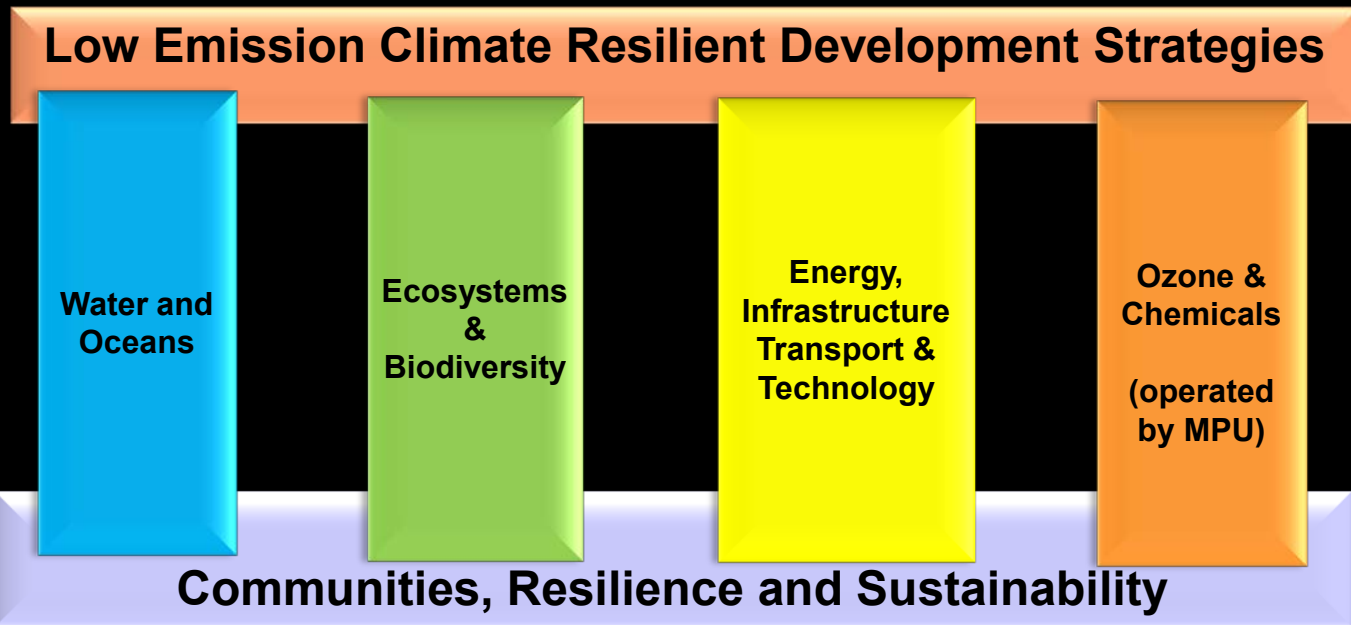 Low Emission Climate Resilient Development Strategies
Water and
Oceans
Ecosystems
&
Biodiversity
Energy,
Infrastructure
Transport &
Technology
Ozone &
Chemicals
(operated
by MPU)
Communities, Resilience and Sustainability